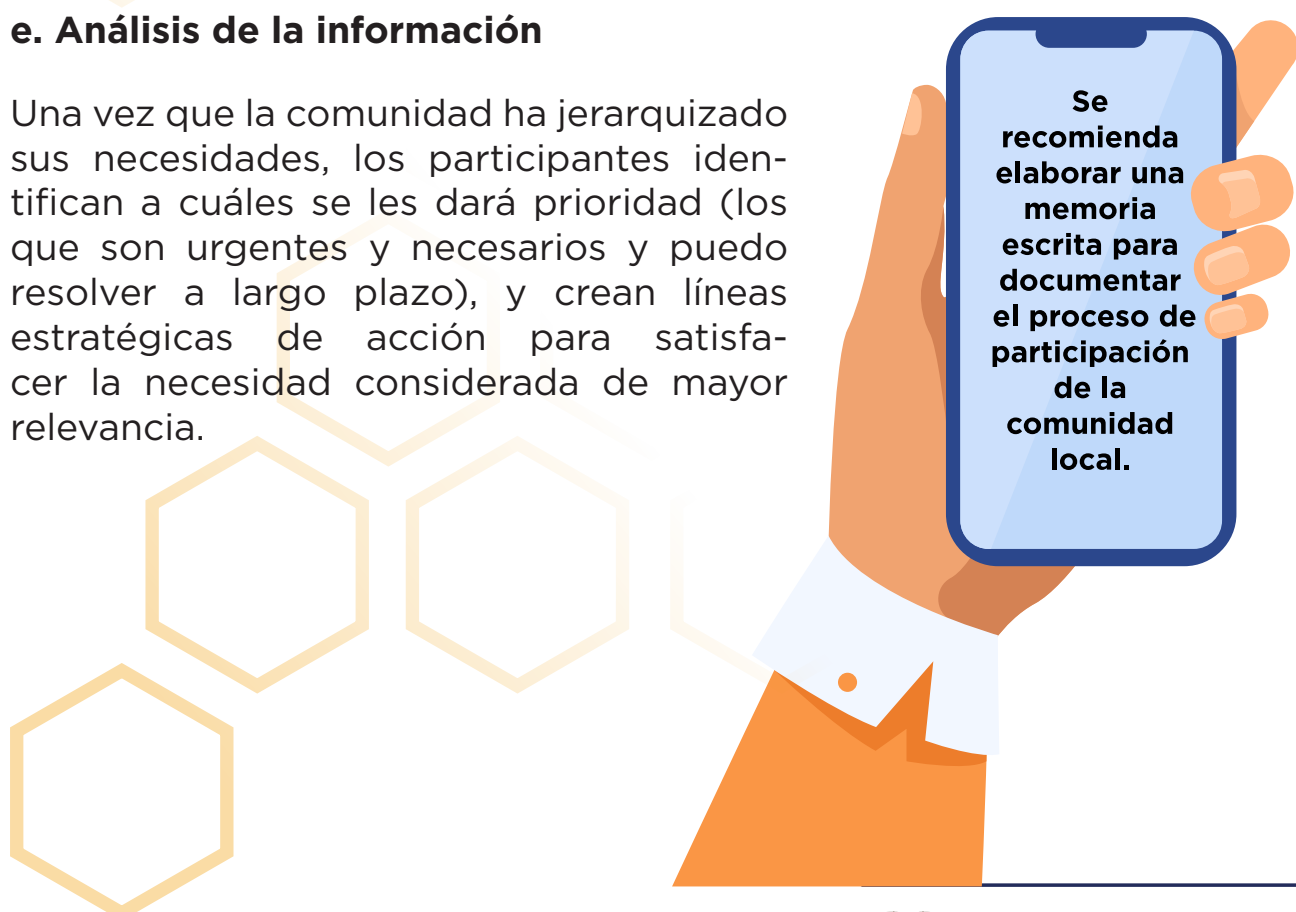 e. Análisis de la información
Una vez que la comunidad ha jerarquizado
sus necesidades, los participantes iden-
tifican a cuáles se les dará prioridad (los
que son urgentes y necesarios y puedo
resolver a largo plazo), y crean líneas
estratégicas de acción para satisfa-
cer la necesidad considerada de mayor
relevancia.
Se
recomienda
elaborar una
memoria
escrita para
documentar
el proceso de
participación
de la
comunidad
local.